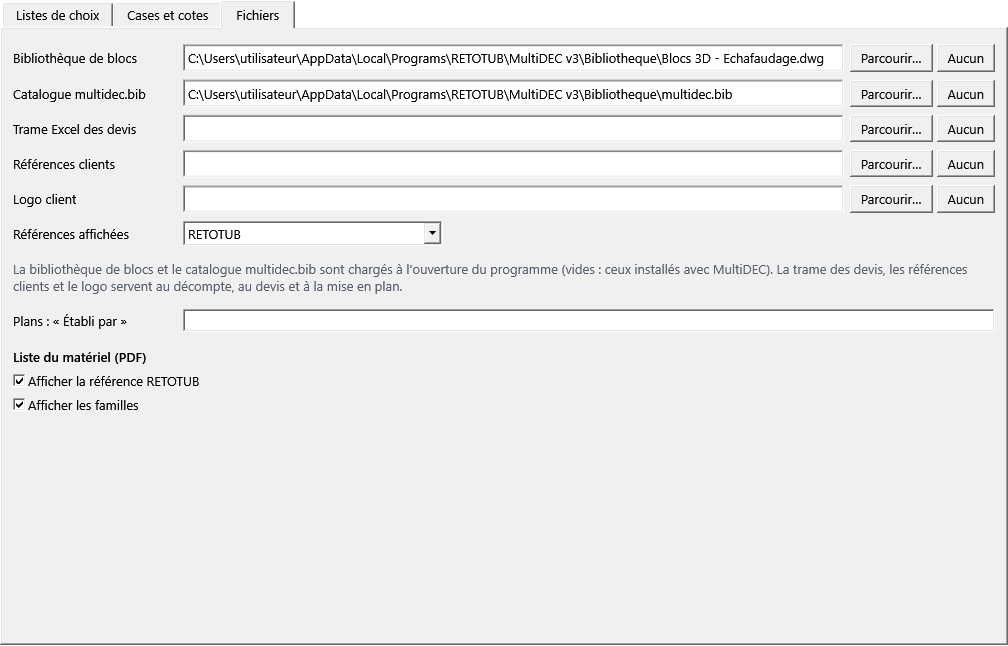 Listes de choix
Cases et cotes
Fichiers
Bibliothèque de blocs
C:\Users\utilisateur\AppData\Local\Programs\RETOTUB\MultiDEC v3\Bibliotheque\Blocs 3D - Echafaudage.dwg
Parcourir...
Aucun
Catalogue multidec.bib
C:\Users\utilisateur\AppData\Local\Programs\RETOTUB\MultiDEC v3\Bibliotheque\multidec.bib
Parcourir...
Aucun
Trame Excel des devis
Parcourir...
Aucun
Références clients
Parcourir...
Aucun
Logo client
Parcourir...
Aucun
Références affichées
RETOTUB
La bibliothèque de blocs et le catalogue multidec.bib sont chargés à l'ouverture du programme (vides : ceux installés avec MultiDEC). La trame des devis, les références
clients et le logo servent au décompte, au devis et à la mise en plan.
Plans : « Établi par »
Liste du matériel (PDF)
Afficher la référence RETOTUB
Afficher les familles